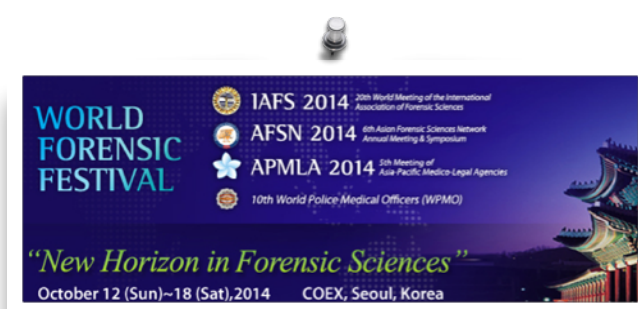 WORLD
FORENSIC
FESTIVAL
IAFS 2014 20th World Meeting of the International
Association of Forensic Sciences
AFSN 2014 6th Asian Forensic Sciences Network
Annual Meeting & Symposium
APMLA 2014 5th Meeting of
Asia-Pacific Medico-Legal Agencies
10th World Police Medical Officers (WPMO)
“New Horizon in Forensic Sciences”
October 12 (Sun)~18 (Sat),2014 COEX, Seoul, Korea